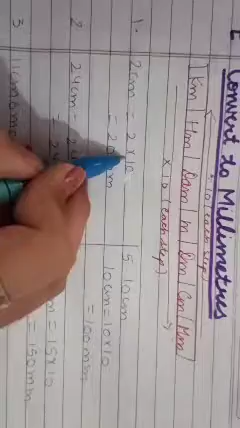 E Convert to Millimetres
÷ 10 (each step)
Km | Hm | Dam | m | dm | Cm | mm
× 10 (each step)
1. 2cm = 2 × 10
= 20 mm
2 24cm =
3 11cm
5 10cm
10cm = 10 × 10
= 100 mm
= 15 × 10
= 150 mm